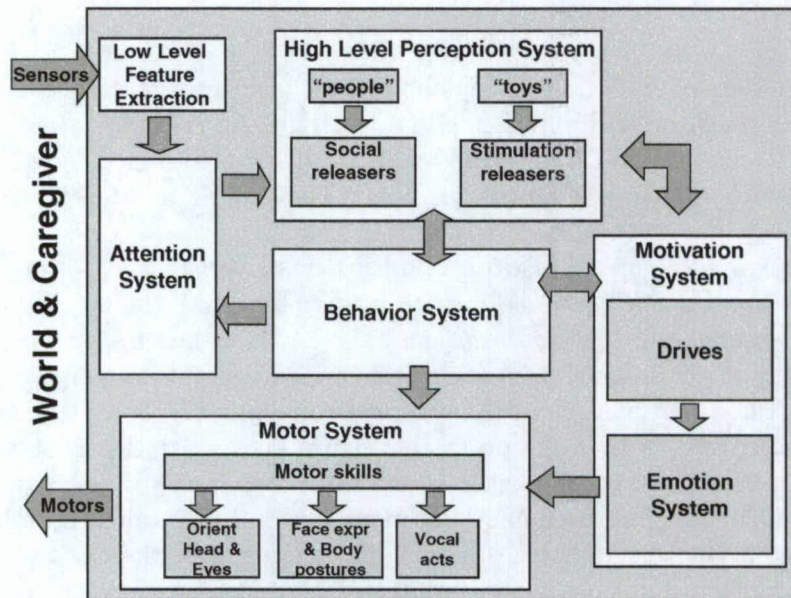 World & Caregiver
Sensors
Low Level
Feature
Extraction
High Level Perception System
"people"
"toys"
Social
releasers
Stimulation
releasers
Attention
System
Behavior System
Motivation
System
Drives
Emotion
System
Motor System
Motor skills
Orient
Head &
Eyes
Face expr
& Body
postures
Vocal
acts
Motors